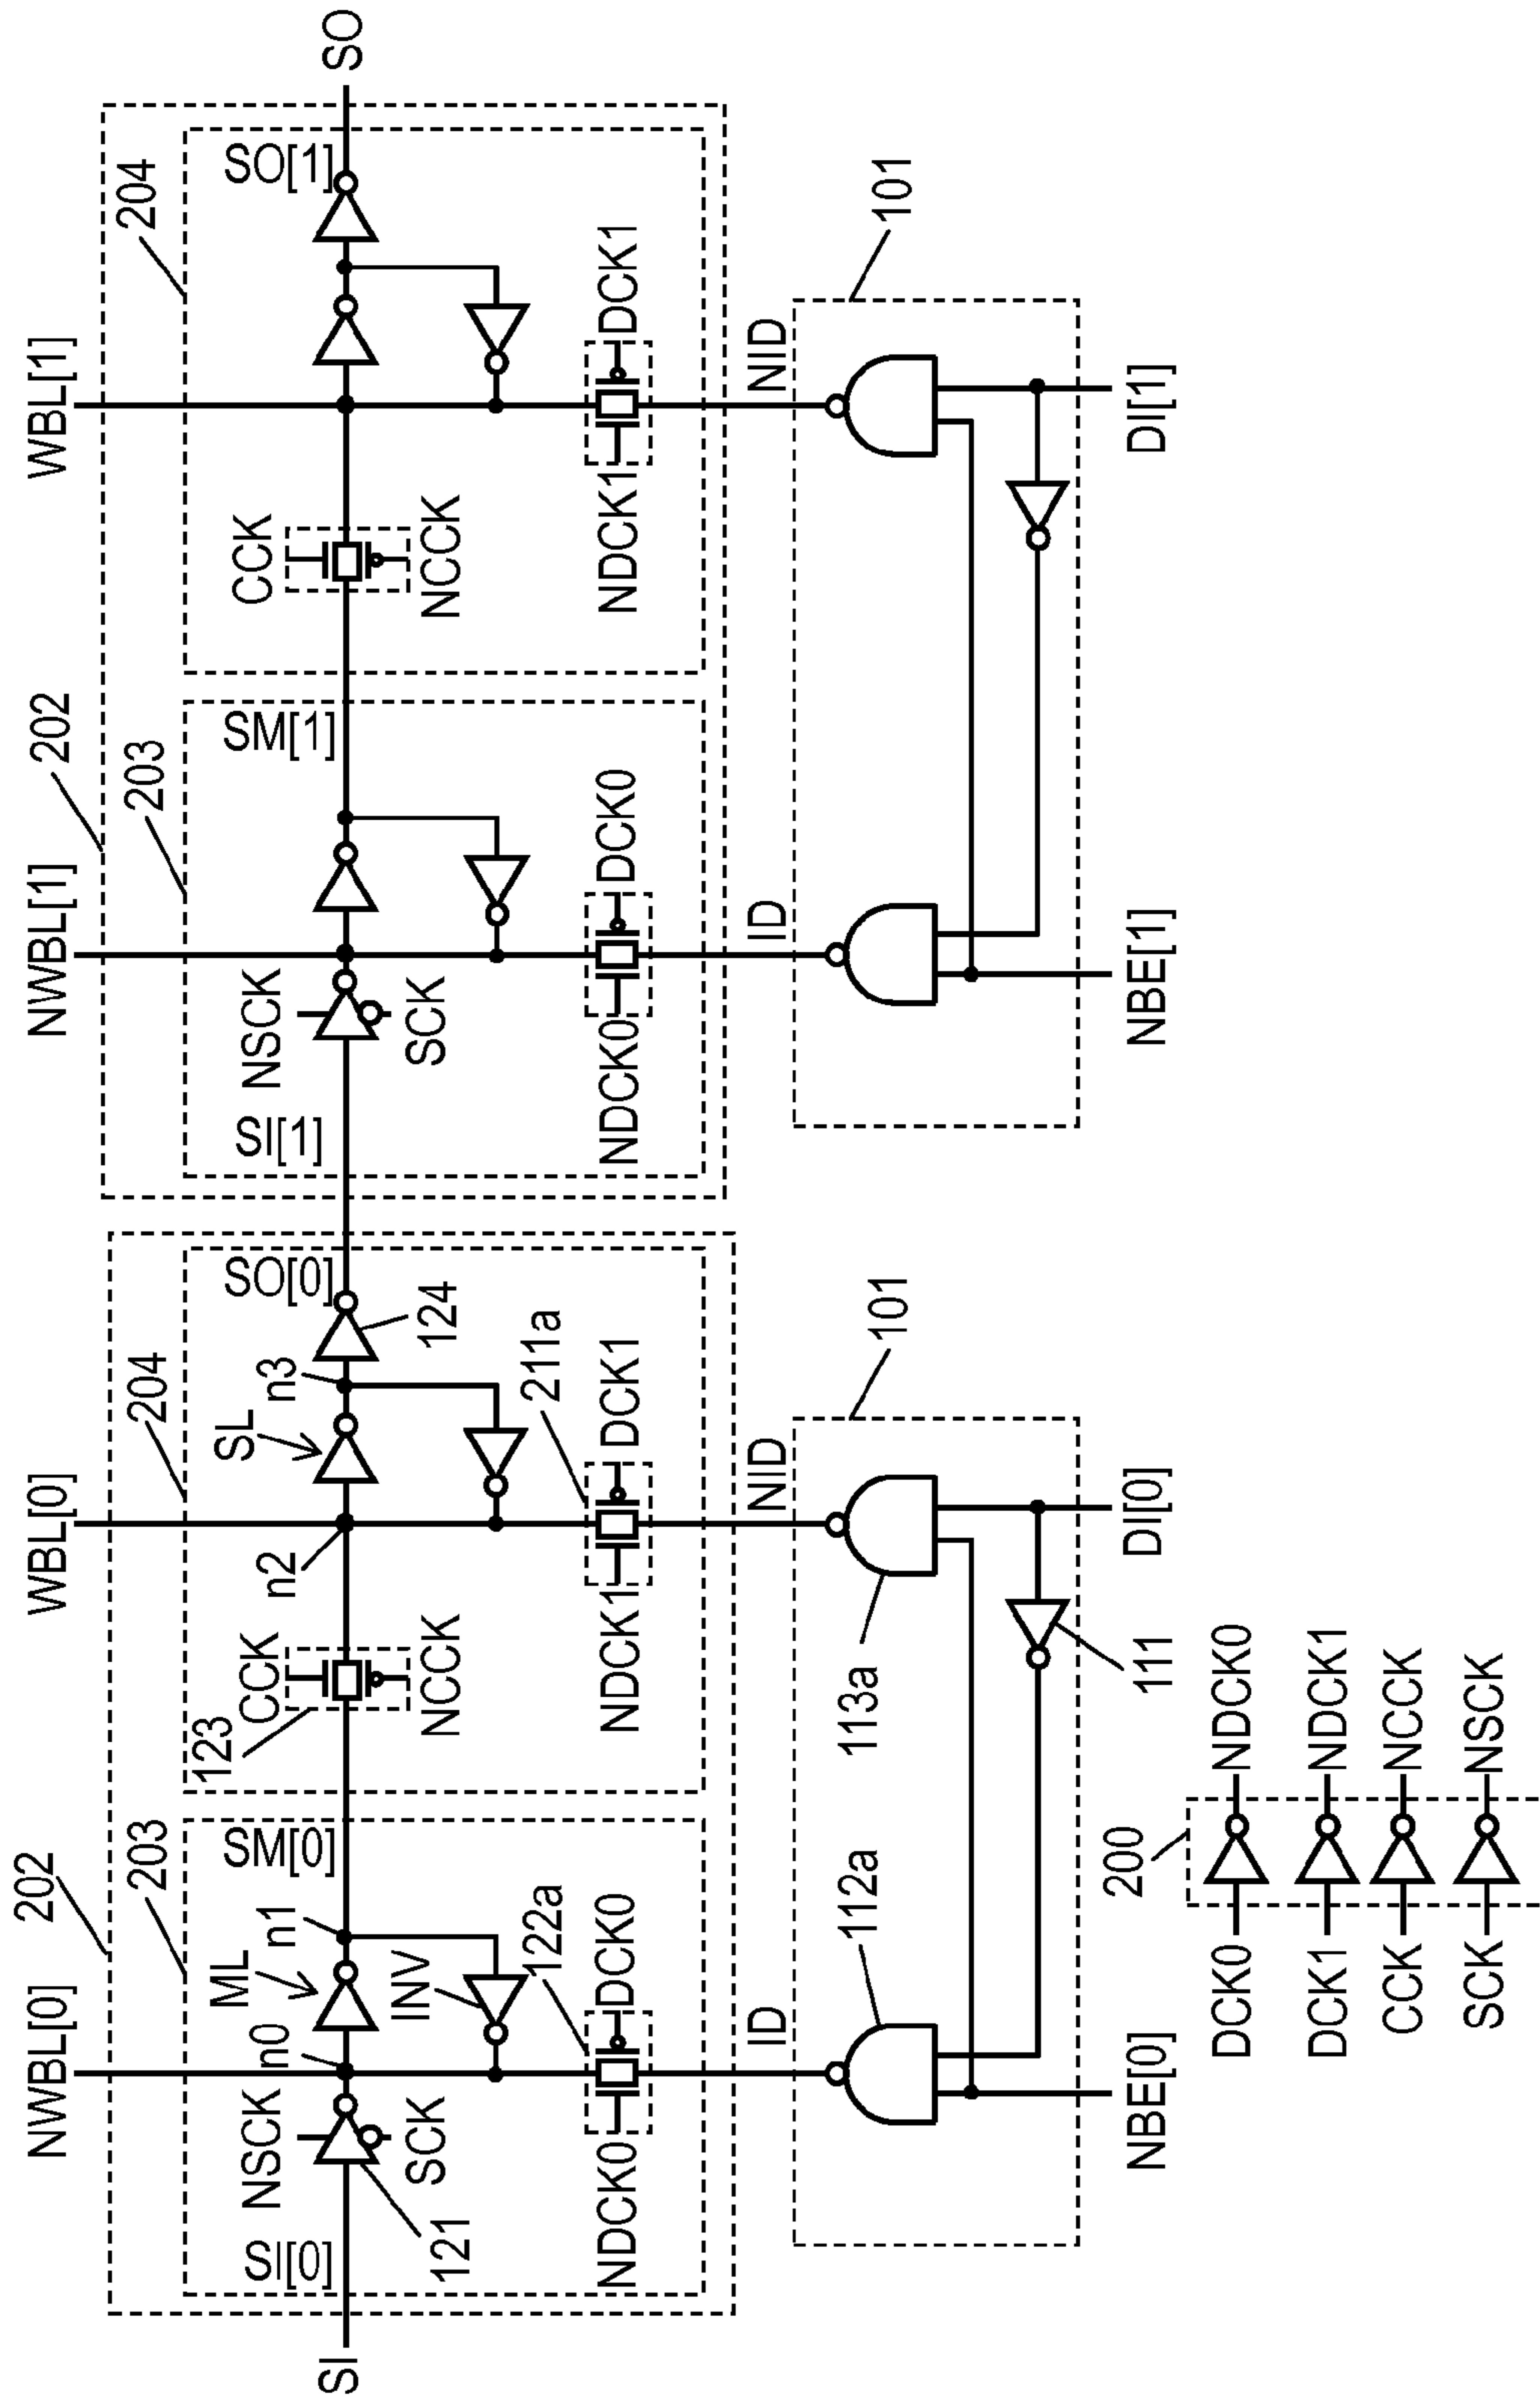 NWBL[0]
WBL[0]
NWBL[1]
WBL[1]
202
202
203
204
203
204
SI
SI[0]
NSCK
SCK
121
n0
ML
n1
SM[0]
INV
122a
NDCK0
DCK0
123
CCK
NCCK
n2
SL
n3
SO[0]
124
211a
NDCK1
DCK1
SI[1]
NSCK
SCK
SM[1]
NDCK0
DCK0
CCK
NCCK
SO[1]
NDCK1
DCK1
SO
ID
NID
101
ID
NID
101
112a
113a
111
NBE[0]
DI[0]
NBE[1]
DI[1]
200
DCK0
NDCK0
DCK1
NDCK1
CCK
NCCK
SCK
NSCK